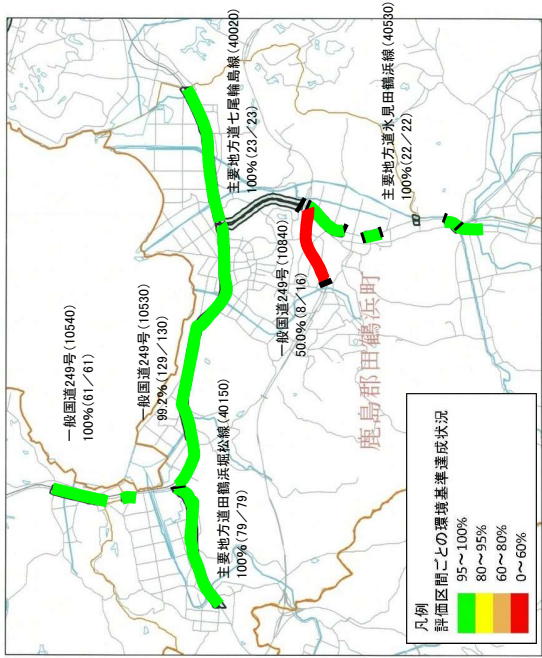 一般国道249号(10540)
100%(61/61)
一般国道249号(10530)
99.2%(129/130)
主要地方道田鶴浜堀松線(40150)
100%(79/79)
主要地方道七尾輪島線(40020)
100%(23/23)
一般国道249号(10840)
50.0%(8/16)
主要地方道氷見田鶴浜線(40530)
100%(22/22)
鹿島郡田鶴浜町
凡例
評価区間ごとの環境基準達成状況
95~100%
80~95%
60~80%
0~60%